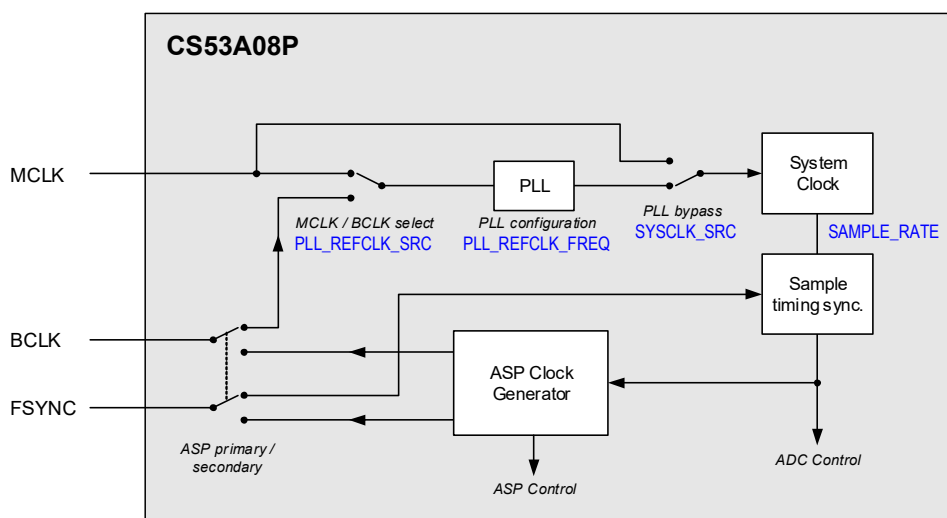 CS53A08P
MCLK
PLL
System
Clock
MCLK / BCLK select
PLL_REFCLK_SRC
PLL configuration
PLL_REFCLK_FREQ
PLL bypass
SYSCLK_SRC
SAMPLE_RATE
Sample
timing sync.
BCLK
FSYNC
ASP Clock
Generator
ASP primary /
secondary
ASP Control
ADC Control